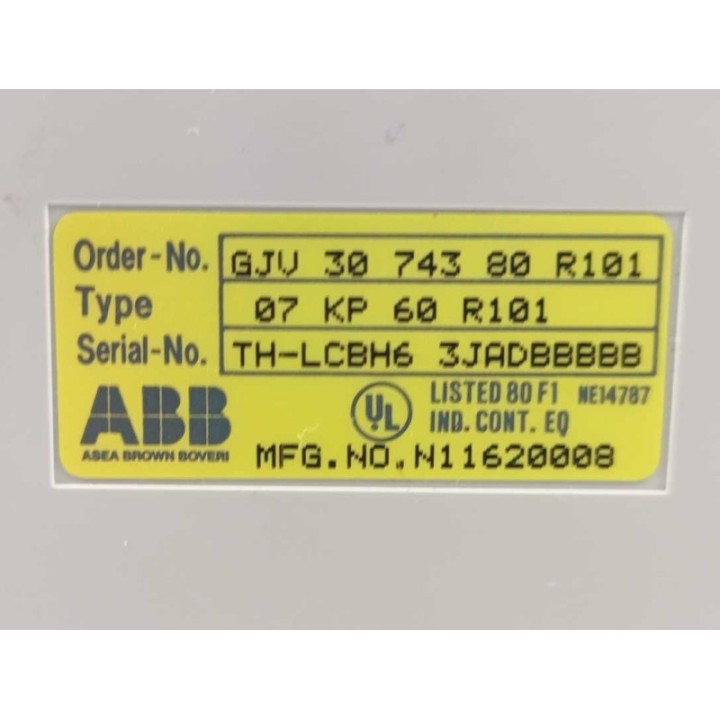 Order-No. GJV 30 743 80 R101
Type 07 KP 60 R101
Serial-No. TH-LCBH6 3JADBBBBB
ABB
ASEA BROWN BOVERI
UL
LISTED 80 F1 NE14787
IND. CONT. EQ
MFG.NO.N11620008